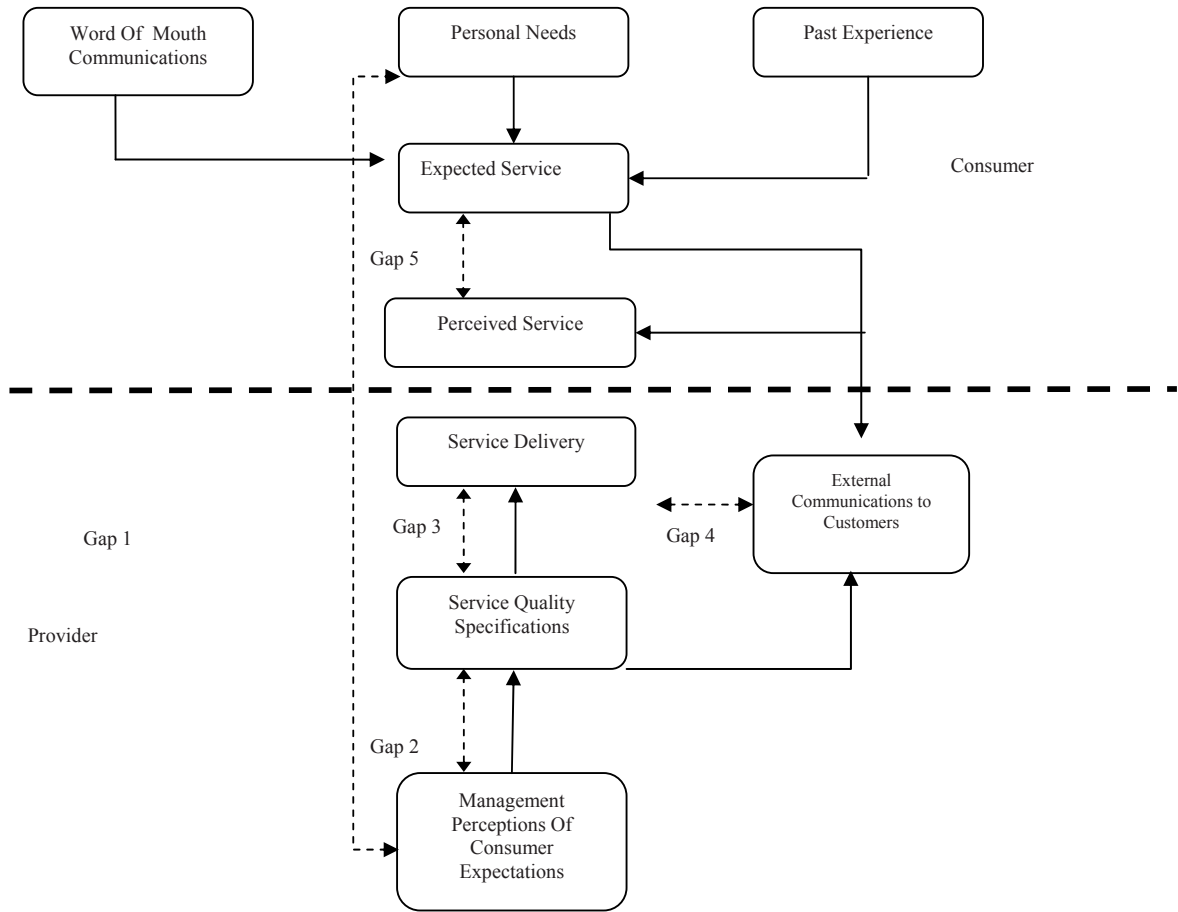 Word Of Mouth
Communications
Personal Needs
Past Experience
Expected Service
Consumer
Gap 5
Perceived Service
Service Delivery
External
Communications to
Customers
Gap 3
Gap 4
Gap 1
Service Quality
Specifications
Provider
Gap 2
Management
Perceptions Of
Consumer
Expectations